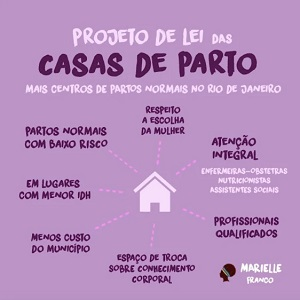 PROJETO DE LEI DAS
CASAS DE PARTO
MAIS CENTROS DE PARTOS NORMAIS NO RIO DE JANEIRO
RESPEITO
A ESCOLHA
DA MULHER
PARTOS NORMAIS
COM BAIXO RISCO
ATENÇÃO
INTEGRAL
ENFERMEIRAS-OBSTETRAS
NUTRICIONISTAS
ASSISTENTES SOCIAIS
EM LUGARES
COM MENOR IDH
PROFISSIONAIS
QUALIFICADOS
MENOS CUSTO
DO MUNICÍPIO
ESPAÇO DE TROCA
SOBRE CONHECIMENTO
CORPORAL
MARIELLE
FRANCO